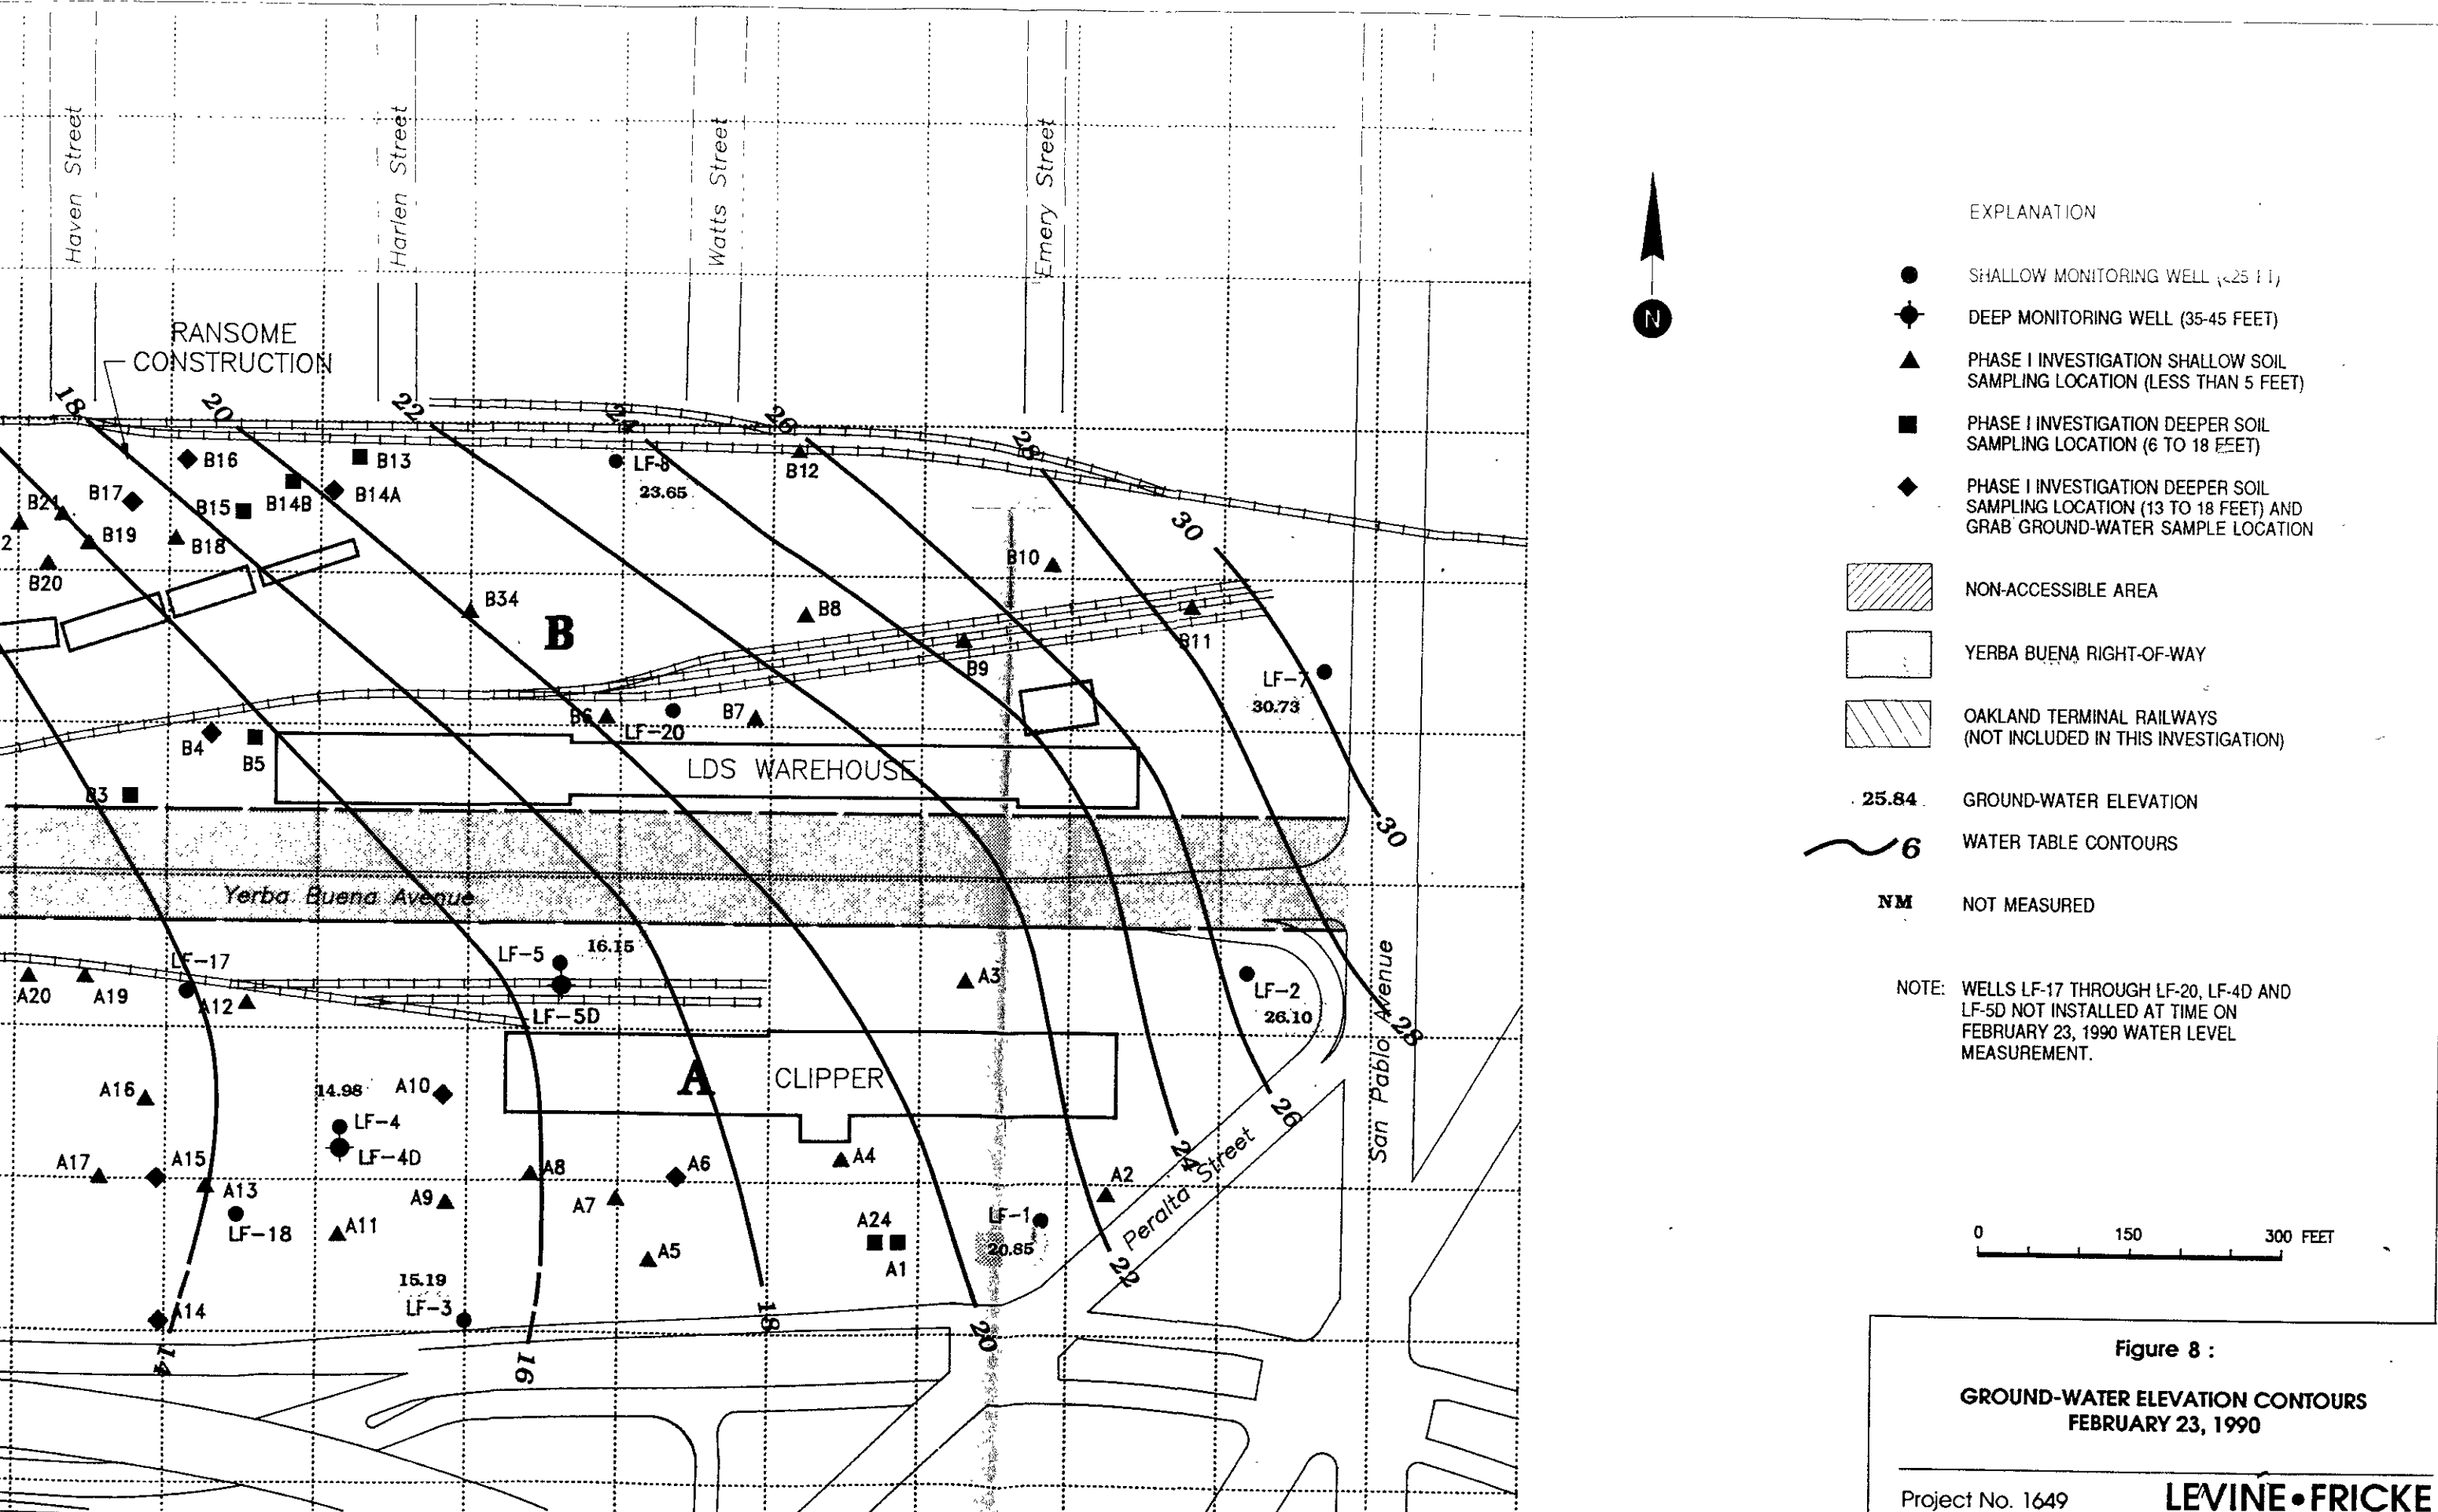 Haven Street
Harlen Street
Watts Street
Emery Street
RANSOME
CONSTRUCTION
18
20
22
24
26
28
30
B16
B13
B17
B15
B14B
B14A
LF-8
23.65
B12
B21
B19
B18
2
B20
B34
B
B8
B10
B9
B11
LF-7
30.73
B4
B5
B6
LF-20
B7
LDS WAREHOUSE
B3
30
Yerba Buena Avenue
LF-5
16.15
LF-17
A20
A19
A12
LF-5D
A3
LF-2
26.10
San Pablo Avenue
28
A16
14.98
A10
A
CLIPPER
LF-4
LF-4D
26
A17
A15
A13
LF-18
A11
A9
A8
A7
A6
A4
A5
A24
A1
LF-1
20.85
A2
24
Peralta Street
22
15.19
LF-3
A14
14
16
18
20
N
EXPLANATION
SHALLOW MONITORING WELL (<25 FT)
DEEP MONITORING WELL (35-45 FEET)
PHASE I INVESTIGATION SHALLOW SOIL
SAMPLING LOCATION (LESS THAN 5 FEET)
PHASE I INVESTIGATION DEEPER SOIL
SAMPLING LOCATION (6 TO 18 FEET)
PHASE I INVESTIGATION DEEPER SOIL
SAMPLING LOCATION (13 TO 18 FEET) AND
GRAB GROUND-WATER SAMPLE LOCATION
NON-ACCESSIBLE AREA
YERBA BUENA RIGHT-OF-WAY
OAKLAND TERMINAL RAILWAYS
(NOT INCLUDED IN THIS INVESTIGATION)
25.84 GROUND-WATER ELEVATION
6 WATER TABLE CONTOURS
NM NOT MEASURED
NOTE: WELLS LF-17 THROUGH LF-20, LF-4D AND
LF-5D NOT INSTALLED AT TIME ON
FEBRUARY 23, 1990 WATER LEVEL
MEASUREMENT.
0 150 300 FEET
Figure 8 :
GROUND-WATER ELEVATION CONTOURS
FEBRUARY 23, 1990
Project No. 1649
LEVINE•FRICKE